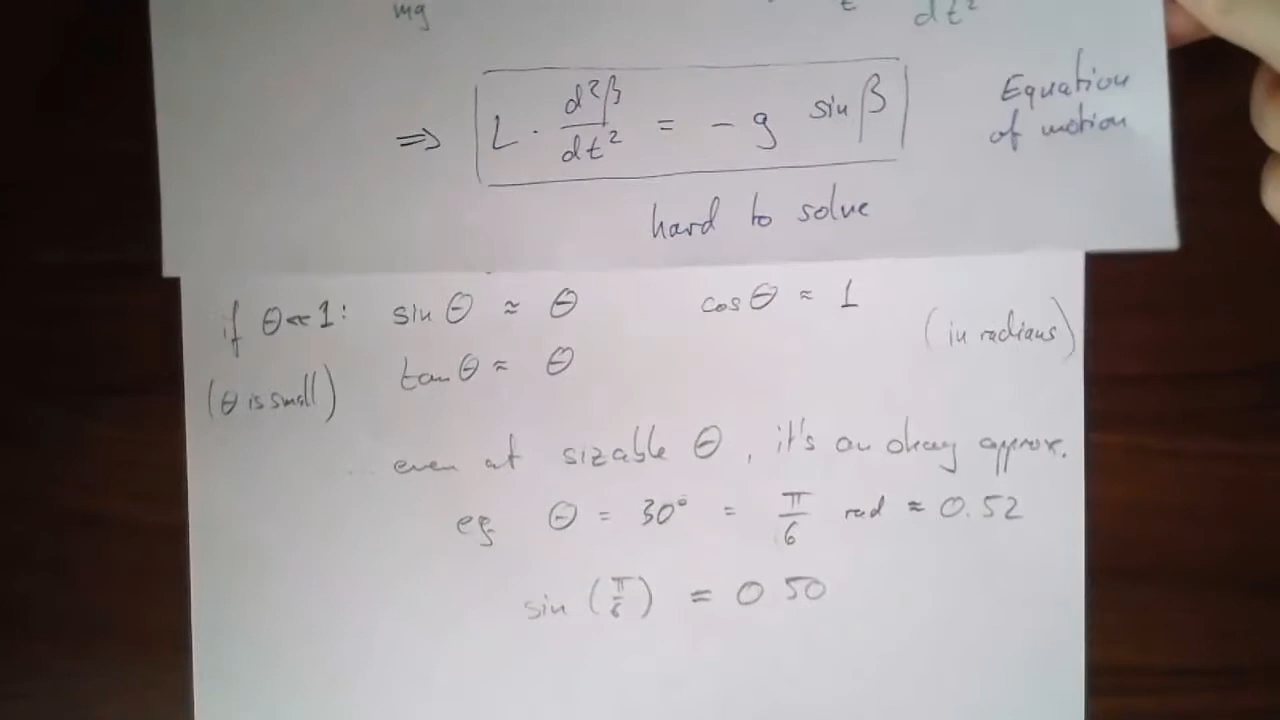 mg t dt²
⇒ L · d²β/dt² = - g sin β Equation of motion
hard to solve
if θ ≪ 1: sin θ ≈ θ cos θ ≈ 1 (in radians)
(θ is small) tan θ ≈ θ
even at sizable θ, it's an okay approx.
eg θ = 30° = π/6 rad ≈ 0.52
sin (π/6) = 0.50